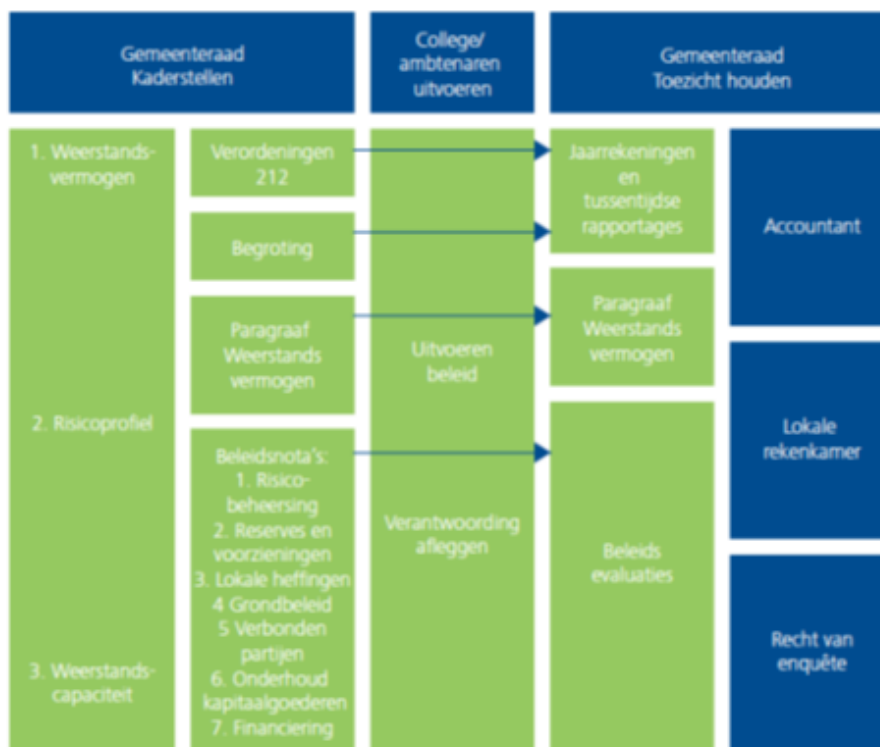 Gemeenteraad
Kaderstellen
College/
ambtenaren
uitvoeren
Gemeenteraad
Toezicht houden
1. Weerstands-
vermogen
2. Risicoprofiel
3. Weerstands-
capaciteit
Verordeningen
212
Begroting
Paragraaf
Weerstands
vermogen
Beleidsnota's:
1. Risico-
beheersing
2. Reserves en
voorzieningen
3. Lokale heffingen
4 Grondbeleid
5 Verbonden
partijen
6. Onderhoud
kapitaalgoederen
7. Financiering
Uitvoeren
beleid
Verantwoording
afleggen
Jaarrekeningen
en
tussentijdse
rapportages
Paragraaf
Weerstands
vermogen
Beleids
evaluaties
Accountant
Lokale
rekenkamer
Recht van
enquête